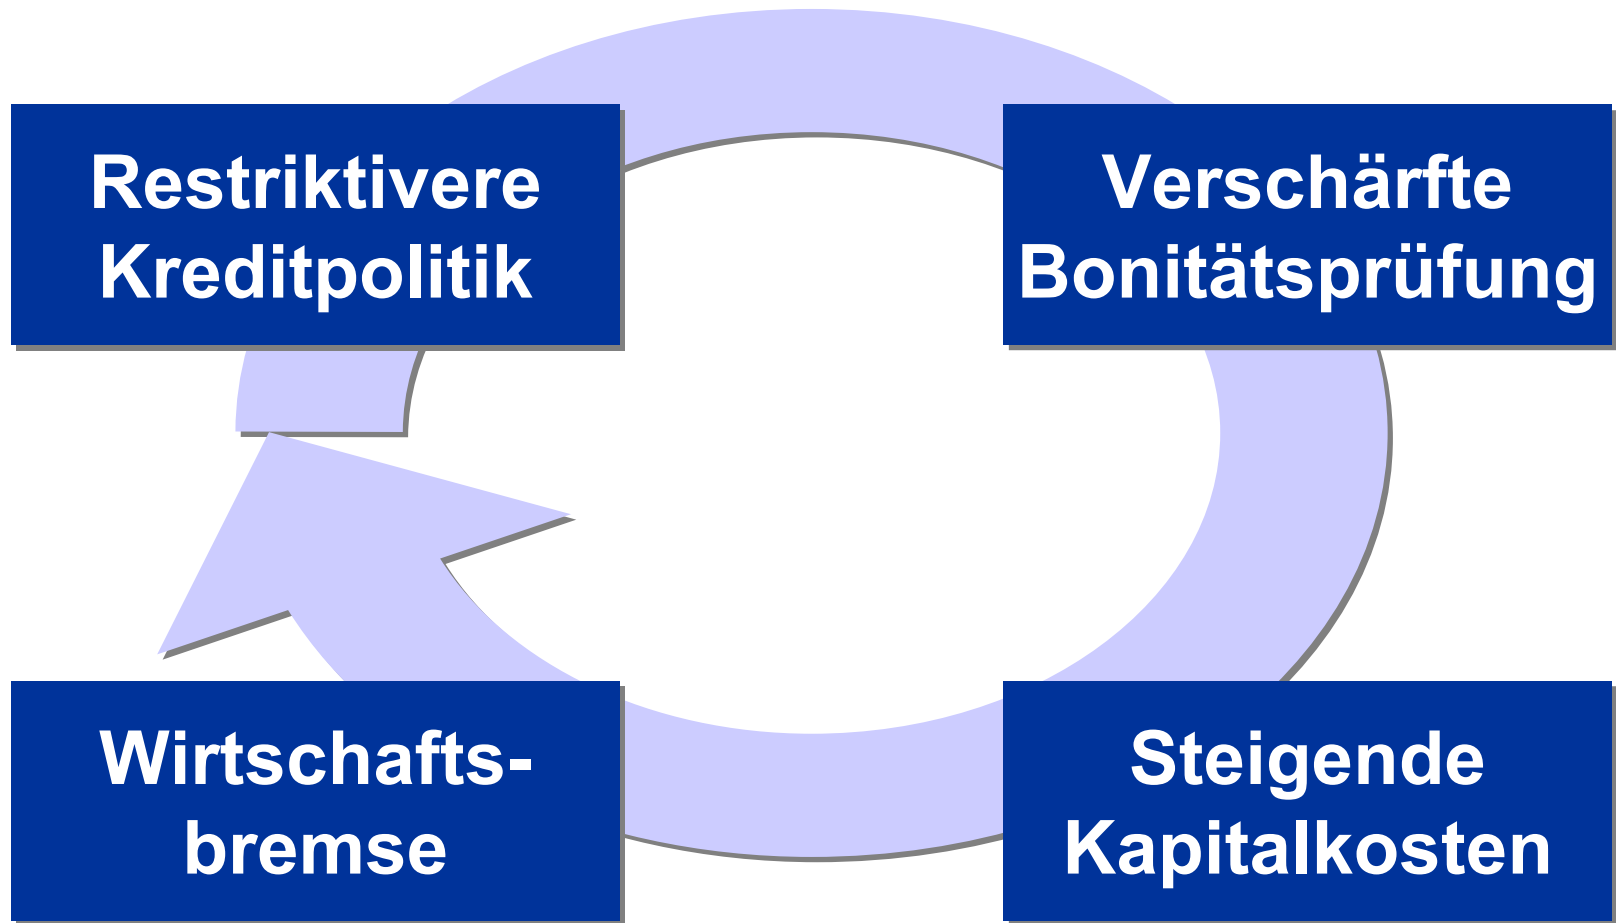 Restriktivere
Kreditpolitik
Verschärfte
Bonitätsprüfung
Wirtschafts-
bremse
Steigende
Kapitalkosten